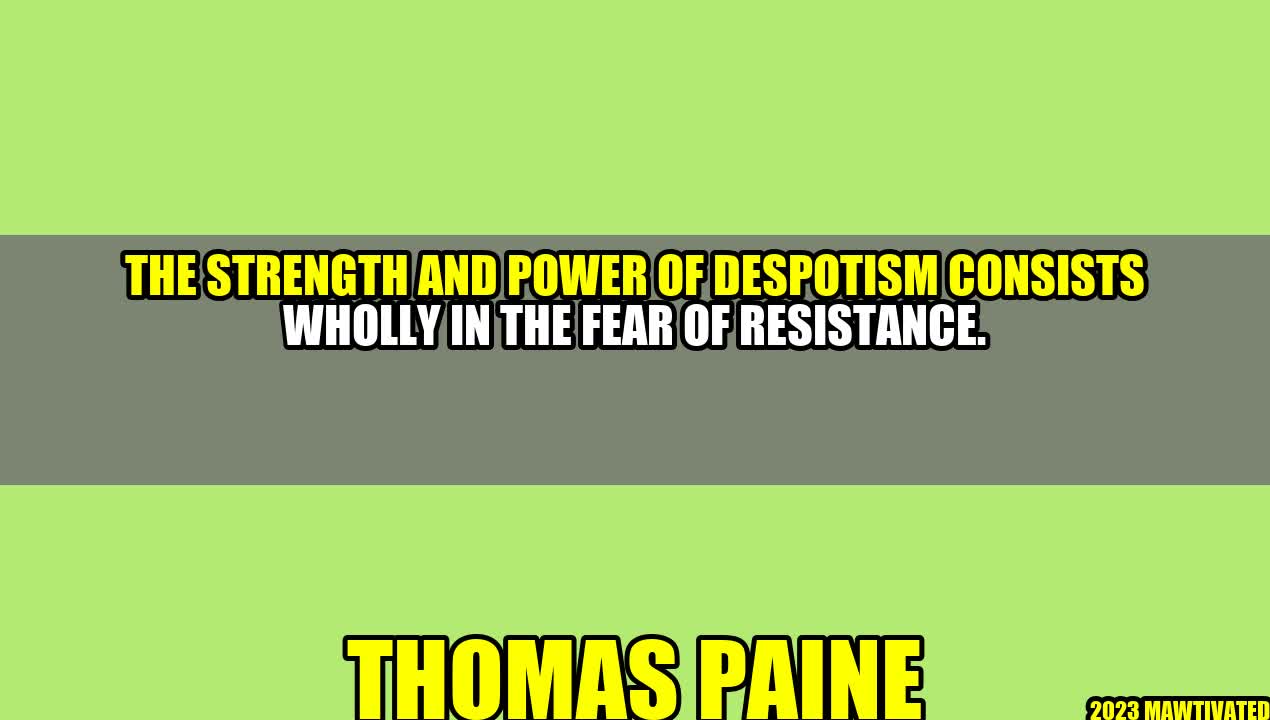 THE STRENGTH AND POWER OF DESPOTISM CONSISTS
WHOLLY IN THE FEAR OF RESISTANCE.
THOMAS PAINE
2023 MAWTIVATED